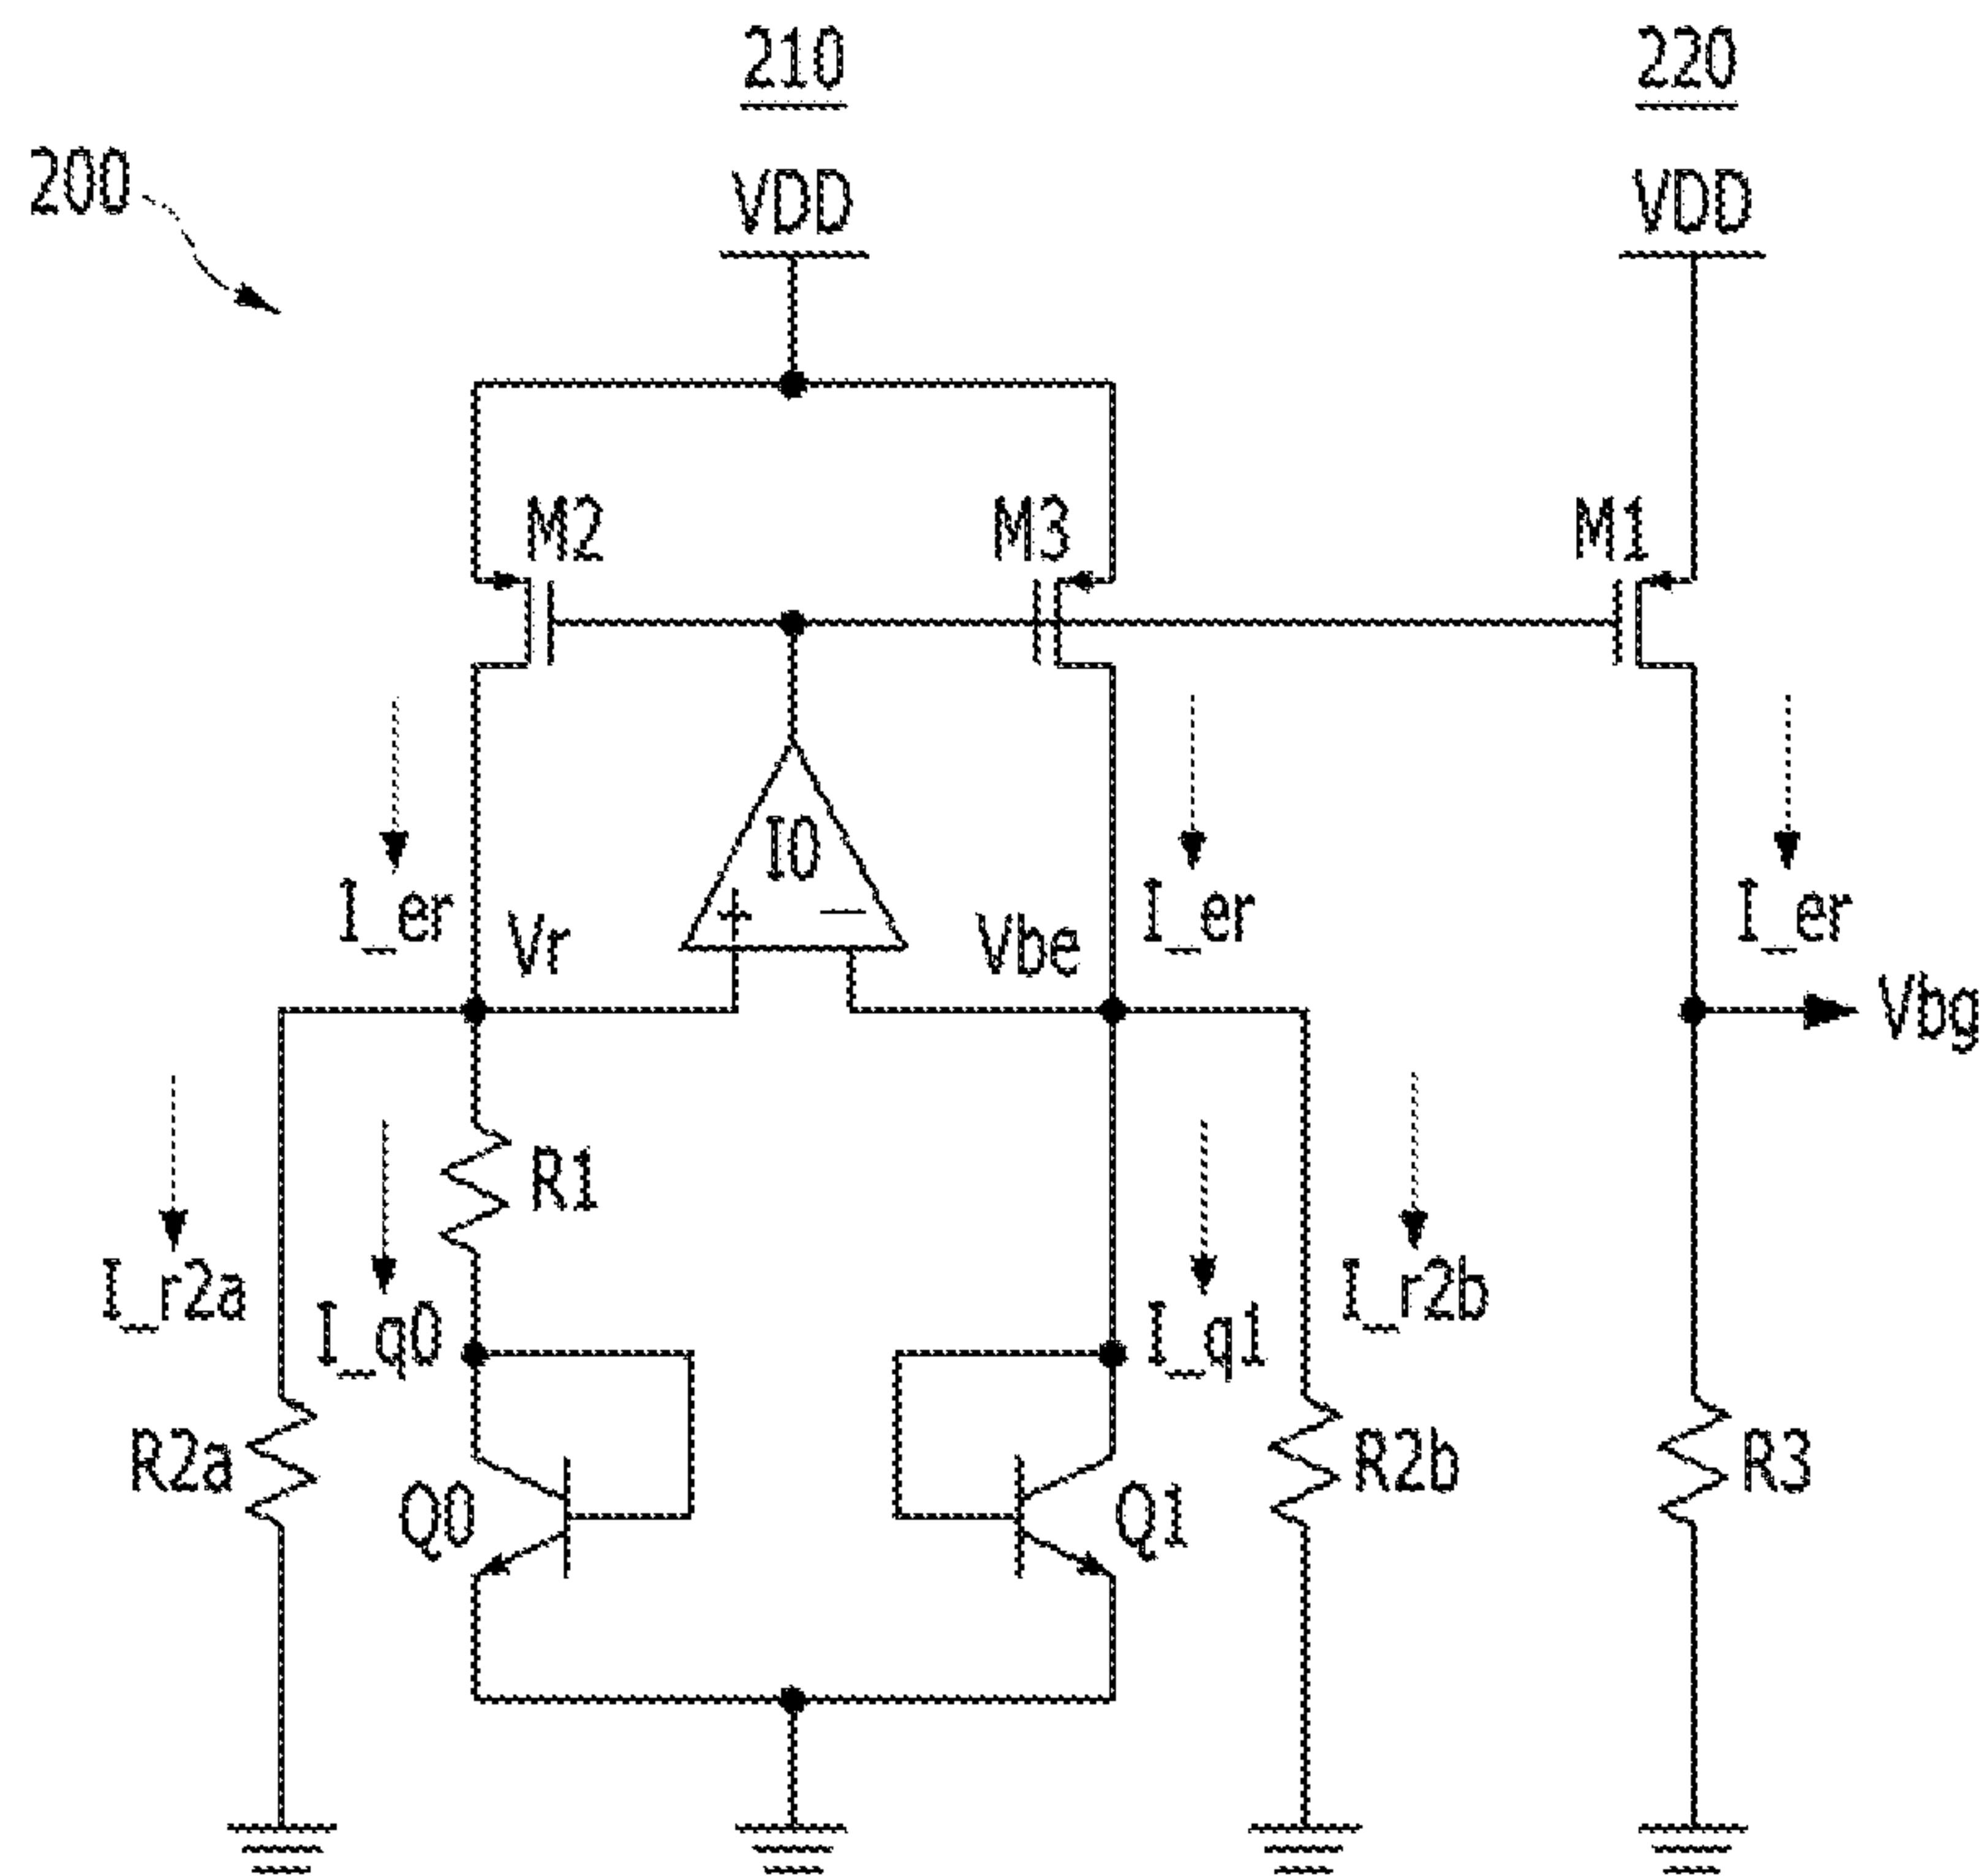 210
220
200
VDD
VDD
M2
M3
M1
I0
+
−
I_er
Vr
Vbe
I_er
I_er
Vbg
R1
I_r2a
I_q0
I_q1
I_r2b
R2a
Q0
Q1
R2b
R3